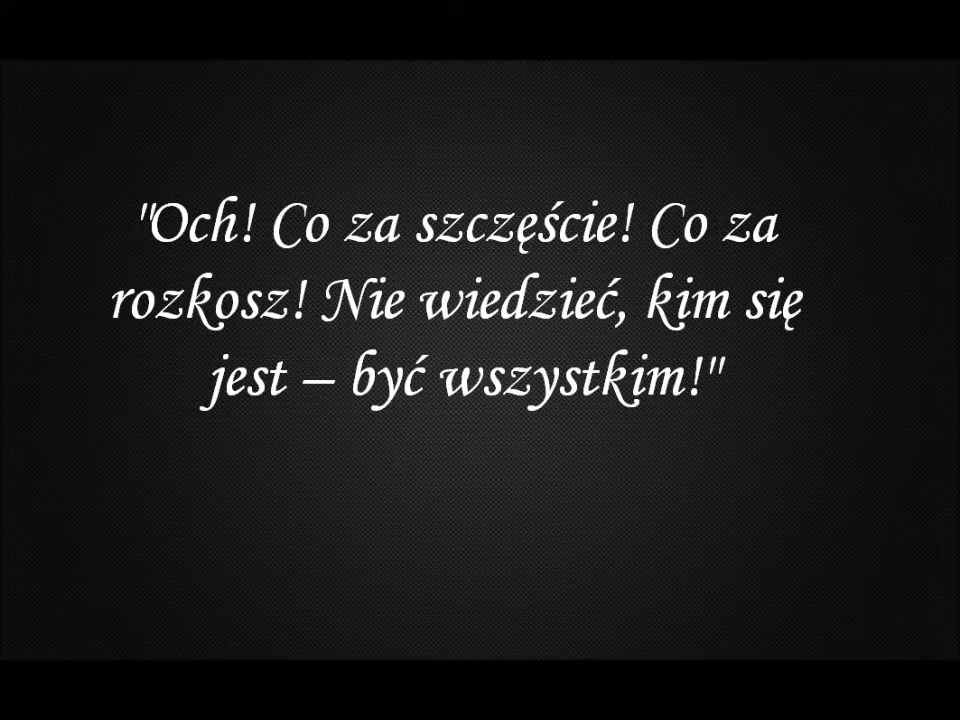 "Och! Co za szczęście! Co za
rozkosz! Nie wiedzieć, kim się
jest – być wszystkim!"